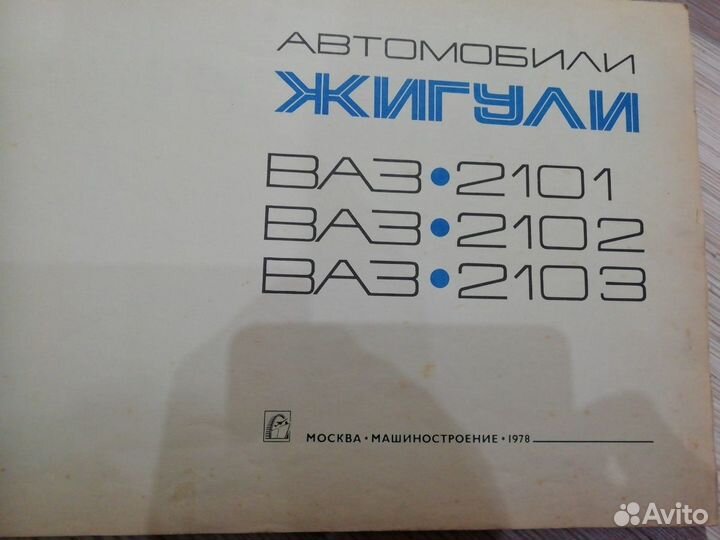 АВТОМОБИЛИ
ЖИГУЛИ
ВАЗ•2101
ВАЗ•2102
ВАЗ•2103
МОСКВА • МАШИНОСТРОЕНИЕ • 1978
Avito